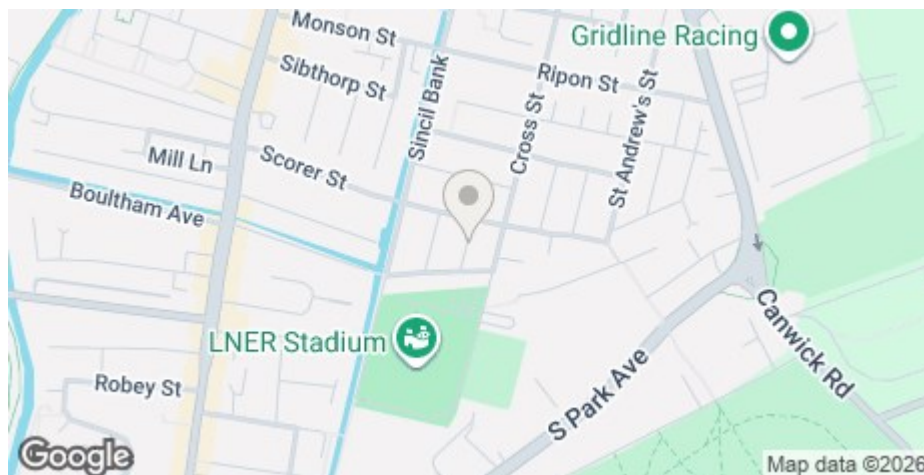 Monson St
Gridline Racing
Sibthorp St
Sincil Bank
Ripon St
Cross St
St Andrew's St
Mill Ln
Scorer St
Boultham Ave
LNER Stadium
Canwick Rd
S Park Ave
Robey St
Google
Map data ©2026